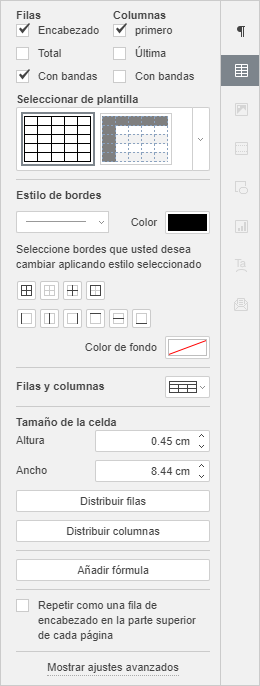 Filas Columnas
Encabezado primero
Total Última
Con bandas Con bandas
Seleccionar de plantilla
Estilo de bordes
Color
Seleccione bordes que usted desea
cambiar aplicando estilo seleccionado
Color de fondo
Filas y columnas
Tamaño de la celda
Altura 0.45 cm
Ancho 8.44 cm
Distribuir filas
Distribuir columnas
Añadir fórmula
Repetir como una fila de
encabezado en la parte superior
de cada página
Mostrar ajustes avanzados